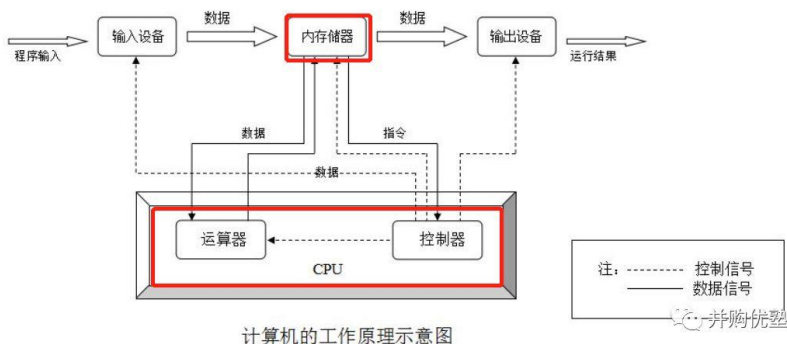 数据
数据
程序输入
输入设备
内存储器
输出设备
运行结果
数据
指令
数据
运算器
控制器
CPU
注：
控制信号
数据信号
并购优塾
计算机的工作原理示意图